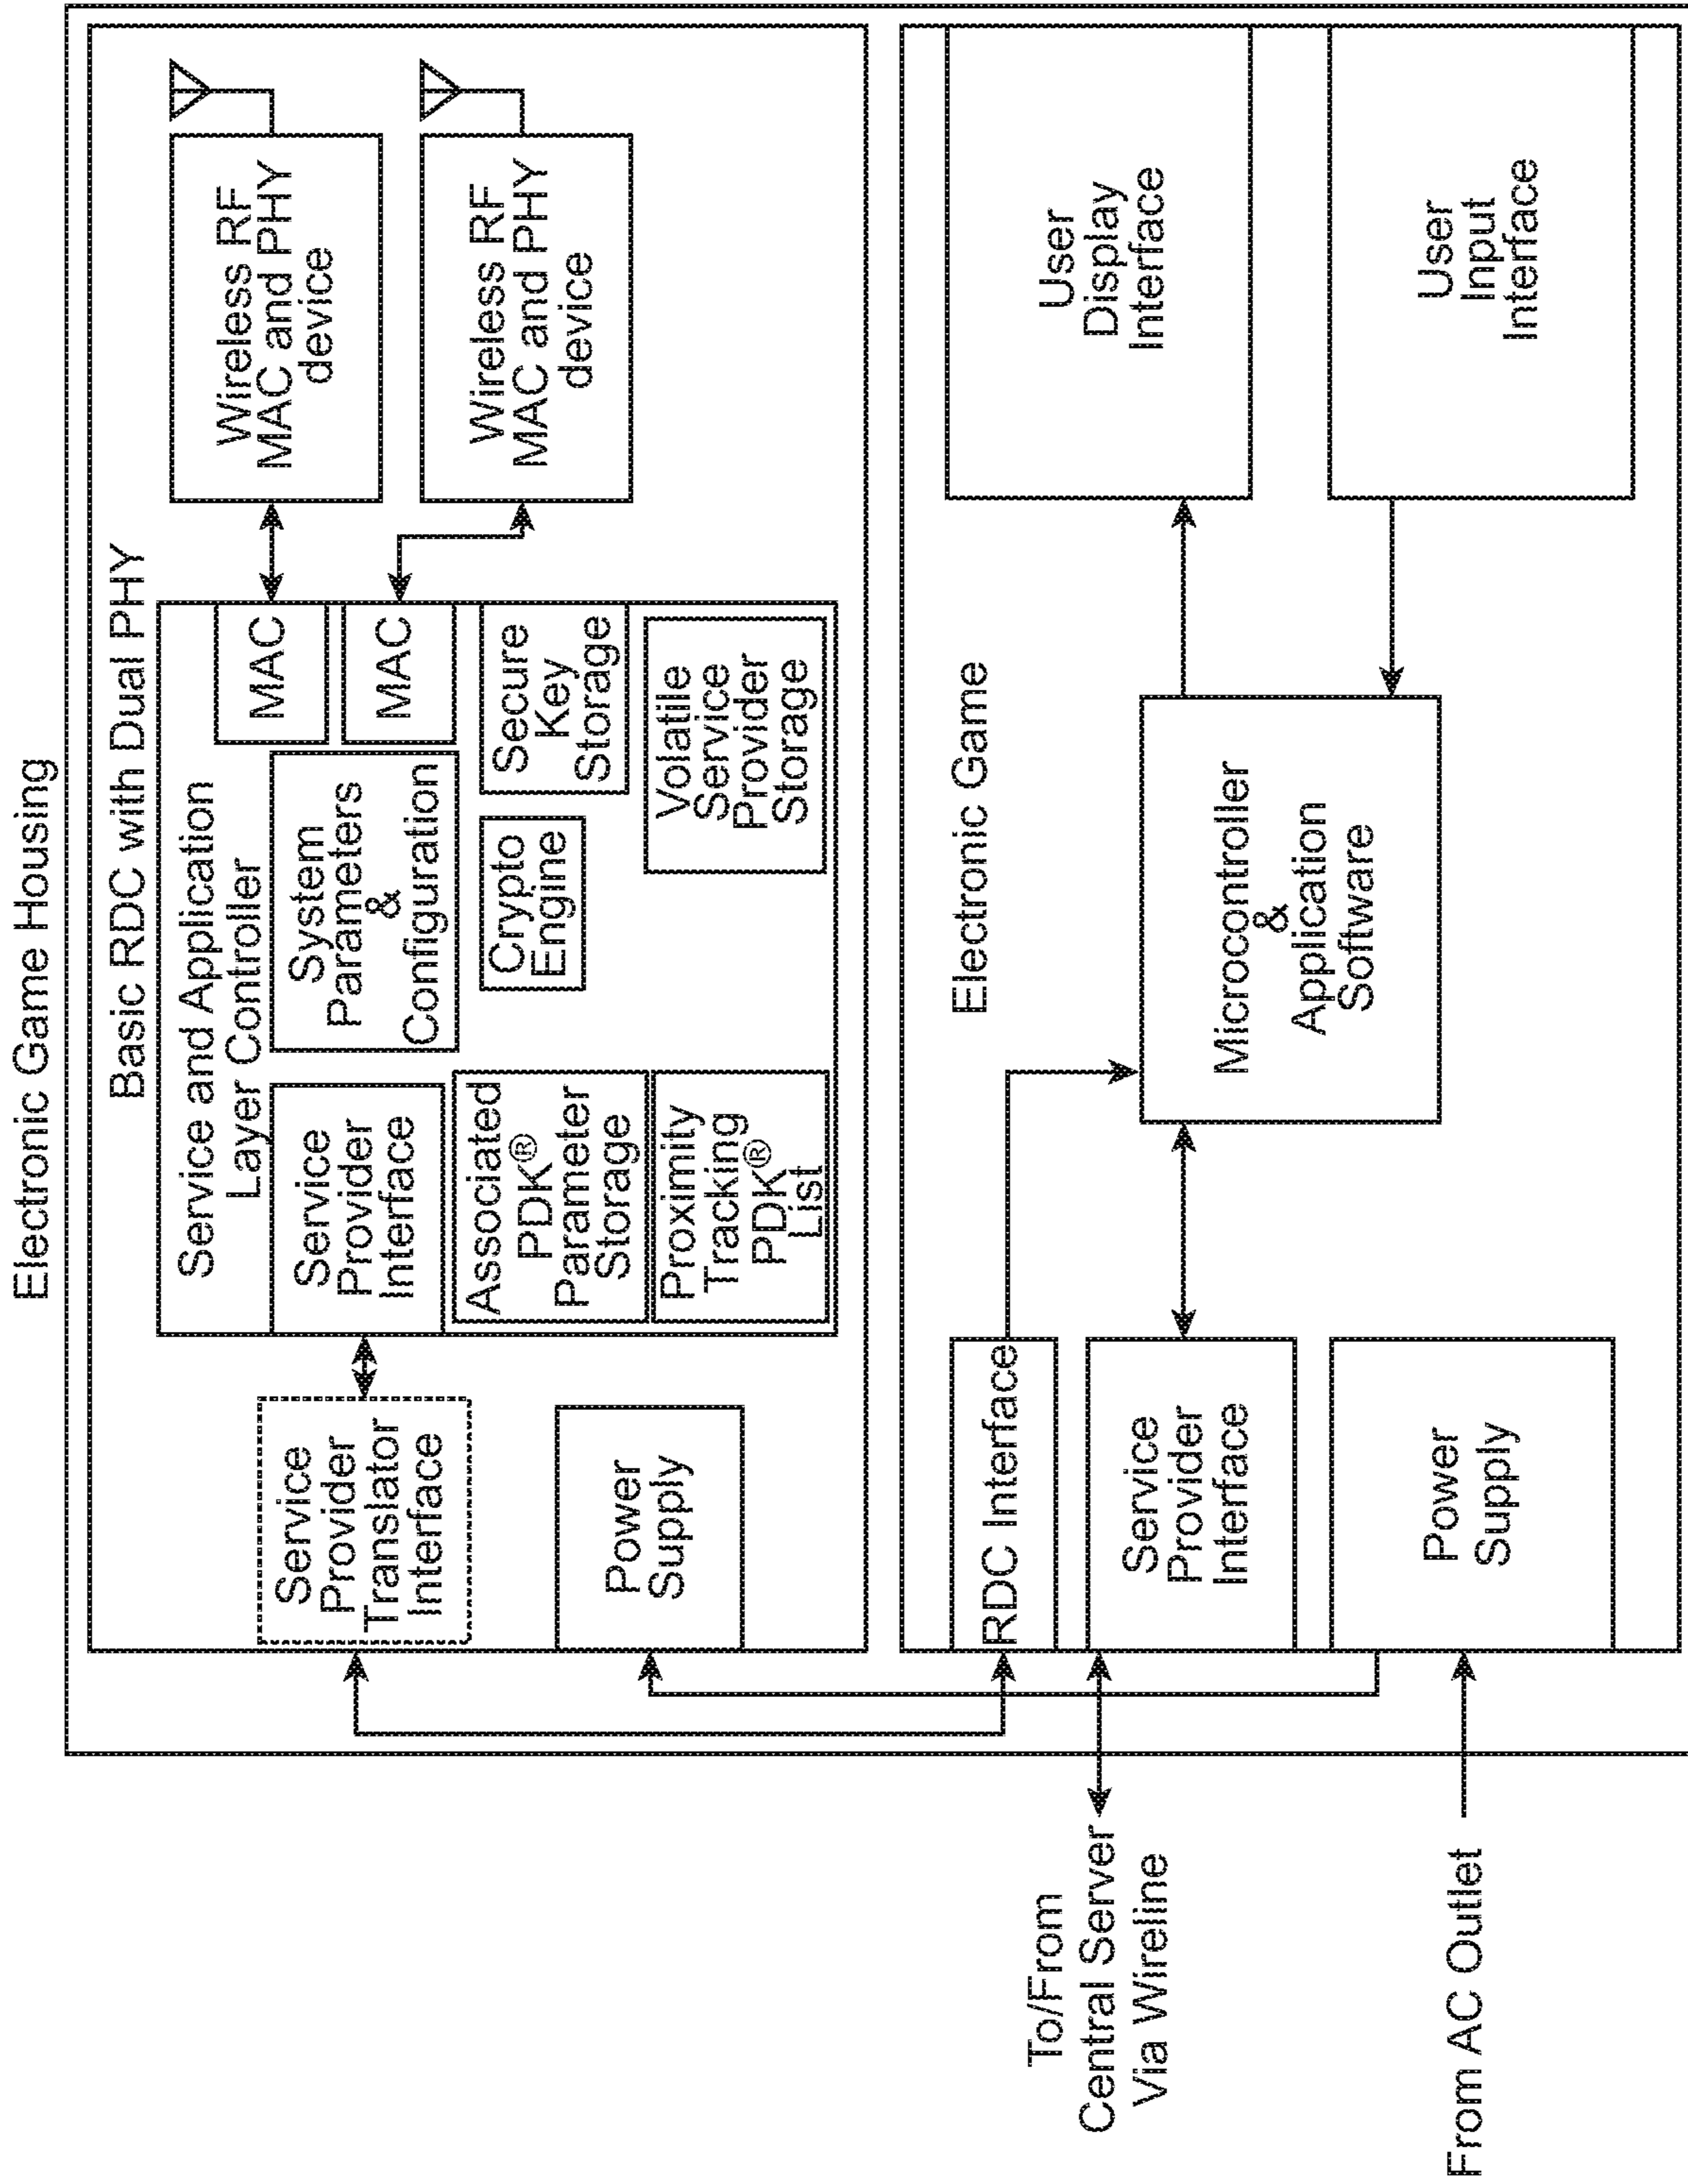 Electronic Game Housing
Basic RDC with Dual PHY
Service
Provider
Translator
Interface
Power
Supply
Service and Application
Layer Controller
Service
Provider
Interface
System
Parameters
&
Configuration
MAC
MAC
Associated
PDK®
Parameter
Storage
Crypto
Engine
Secure
Key
Storage
Proximity
Tracking
PDK®
List
Volatile
Service
Provider
Storage
Wireless RF
MAC and PHY
device
Wireless RF
MAC and PHY
device
Electronic Game
RDC Interface
Service
Provider
Interface
Power
Supply
Microcontroller
&
Application
Software
User
Display
Interface
User
Input
Interface
To/From
Central Server
Via Wireline
From AC Outlet